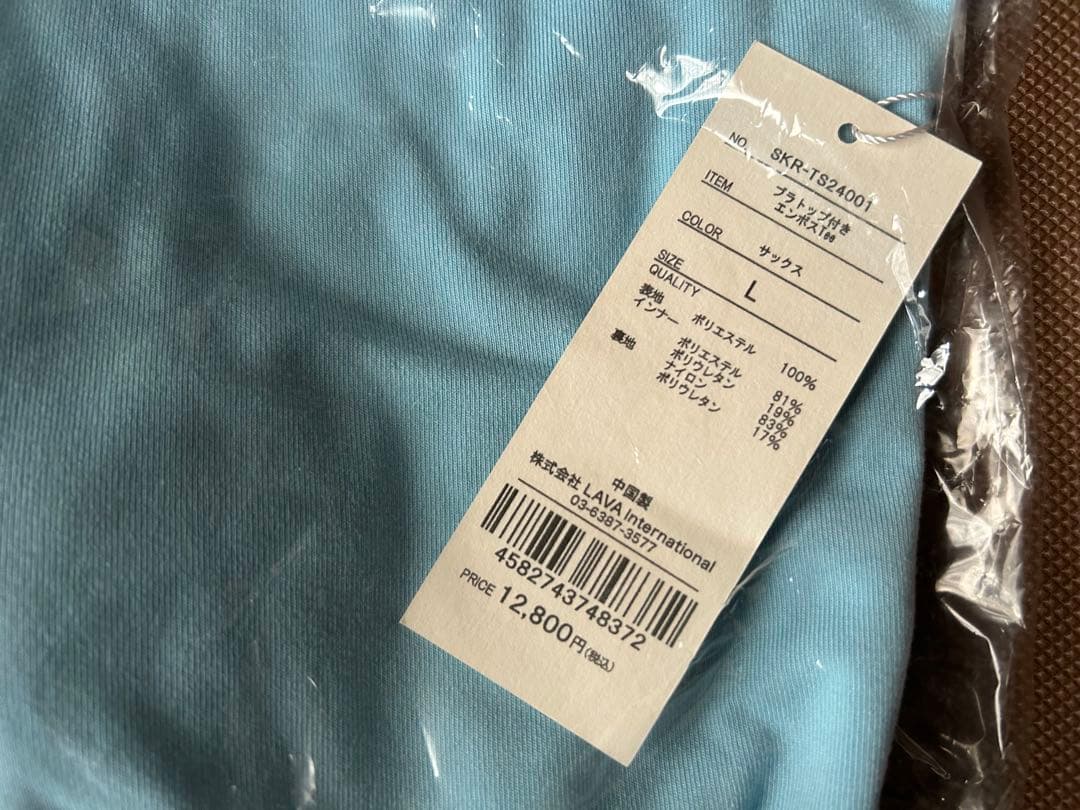 NO. SKR-TS24001
ITEM ブラトップ付き
エンボスTee
COLOR サックス
SIZE L
QUALITY
表地 ポリエステル 100%
インナー ポリエステル 81%
ポリウレタン 19%
裏地 ナイロン 83%
ポリウレタン 17%
中国製
株式会社 LAVA International
03-6387-3577
4582743748372
PRICE 12,800円(税込)